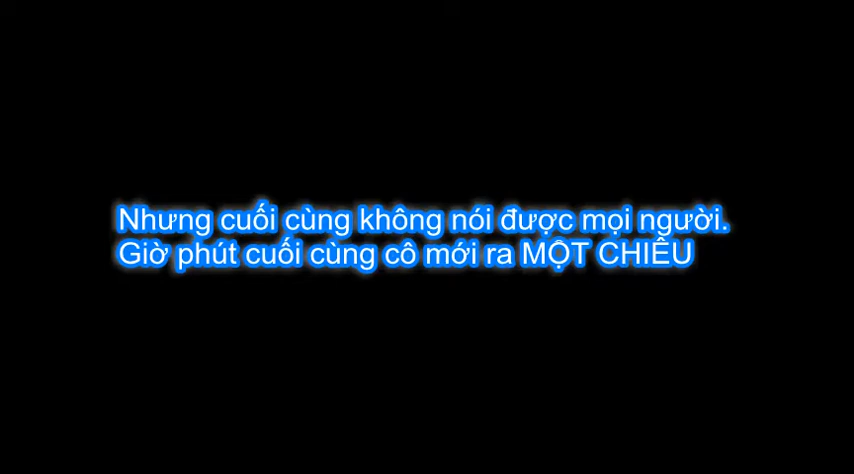 Nhưng cuối cùng không nói được mọi người.
Giờ phút cuối cùng cô mới ra MỘT CHIÊU